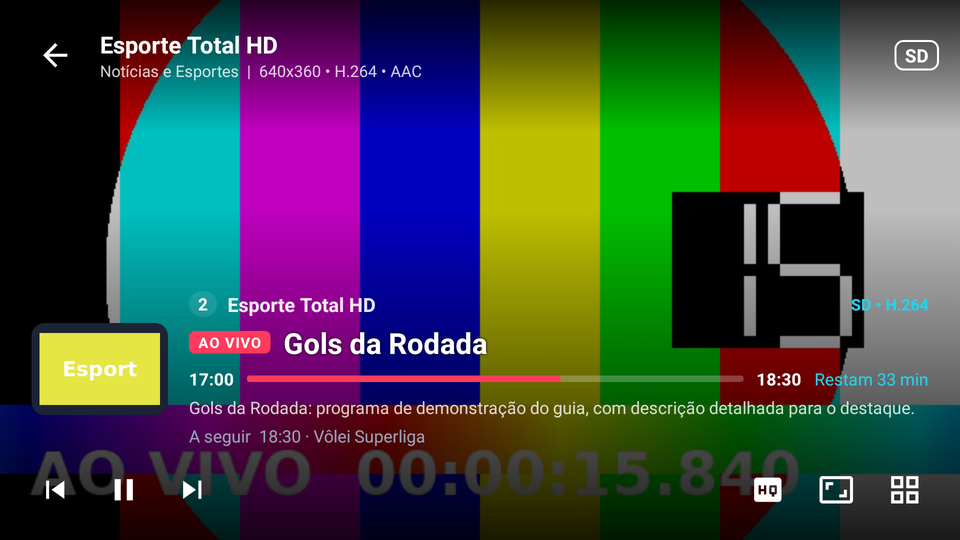 Esporte Total HD
Notícias e Esportes | 640x360 • H.264 • AAC
SD
15
2 Esporte Total HD
SD • H.264
AO VIVO Gols da Rodada
Esport
17:00 18:30 Restam 33 min
Gols da Rodada: programa de demonstração do guia, com descrição detalhada para o destaque.
A seguir 18:30 · Vôlei Superliga
AO VIVO 00:00:15.840
HQ